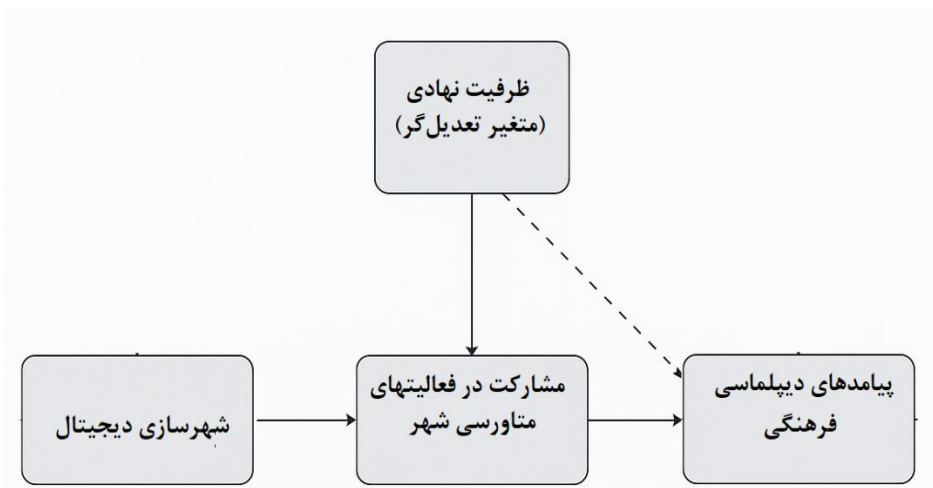 ظرفیت نهادی
(متغیر تعدیل‌گر)
شهرسازی دیجیتال
مشارکت در فعالیتهای
متاورسی شهر
پیامدهای دیپلماسی
فرهنگی